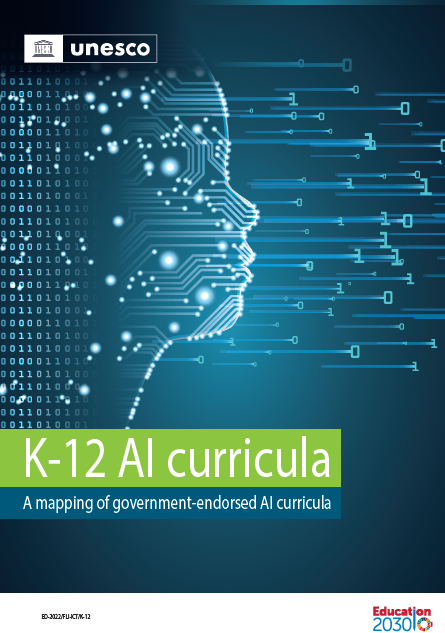 unesco
K-12 AI curricula
A mapping of government-endorsed AI curricula
ED-2022/FLI-ICT/K-12
Education
2030